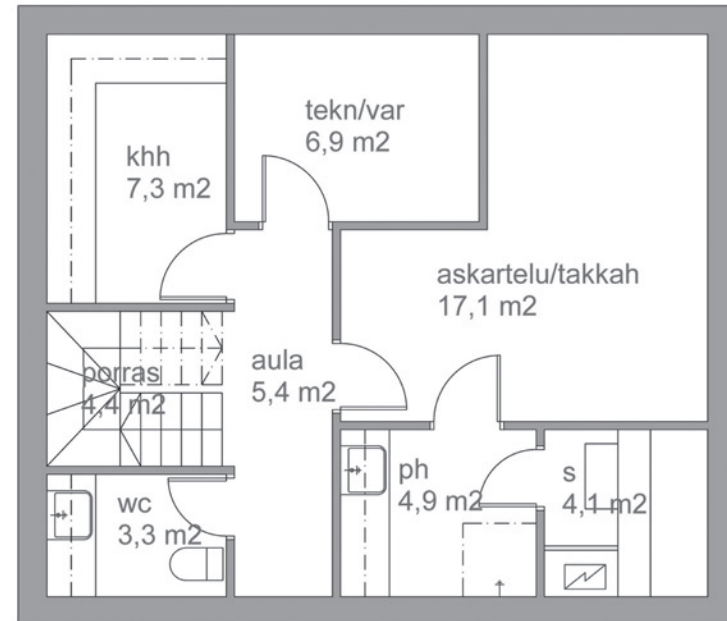 tekn/var
6,9 m2
khh
7,3 m2
askartelu/takkah
17,1 m2
aula
5,4 m2
porras
4,4 m2
ph
4,9 m2
s
4,1 m2
wc
3,3 m2